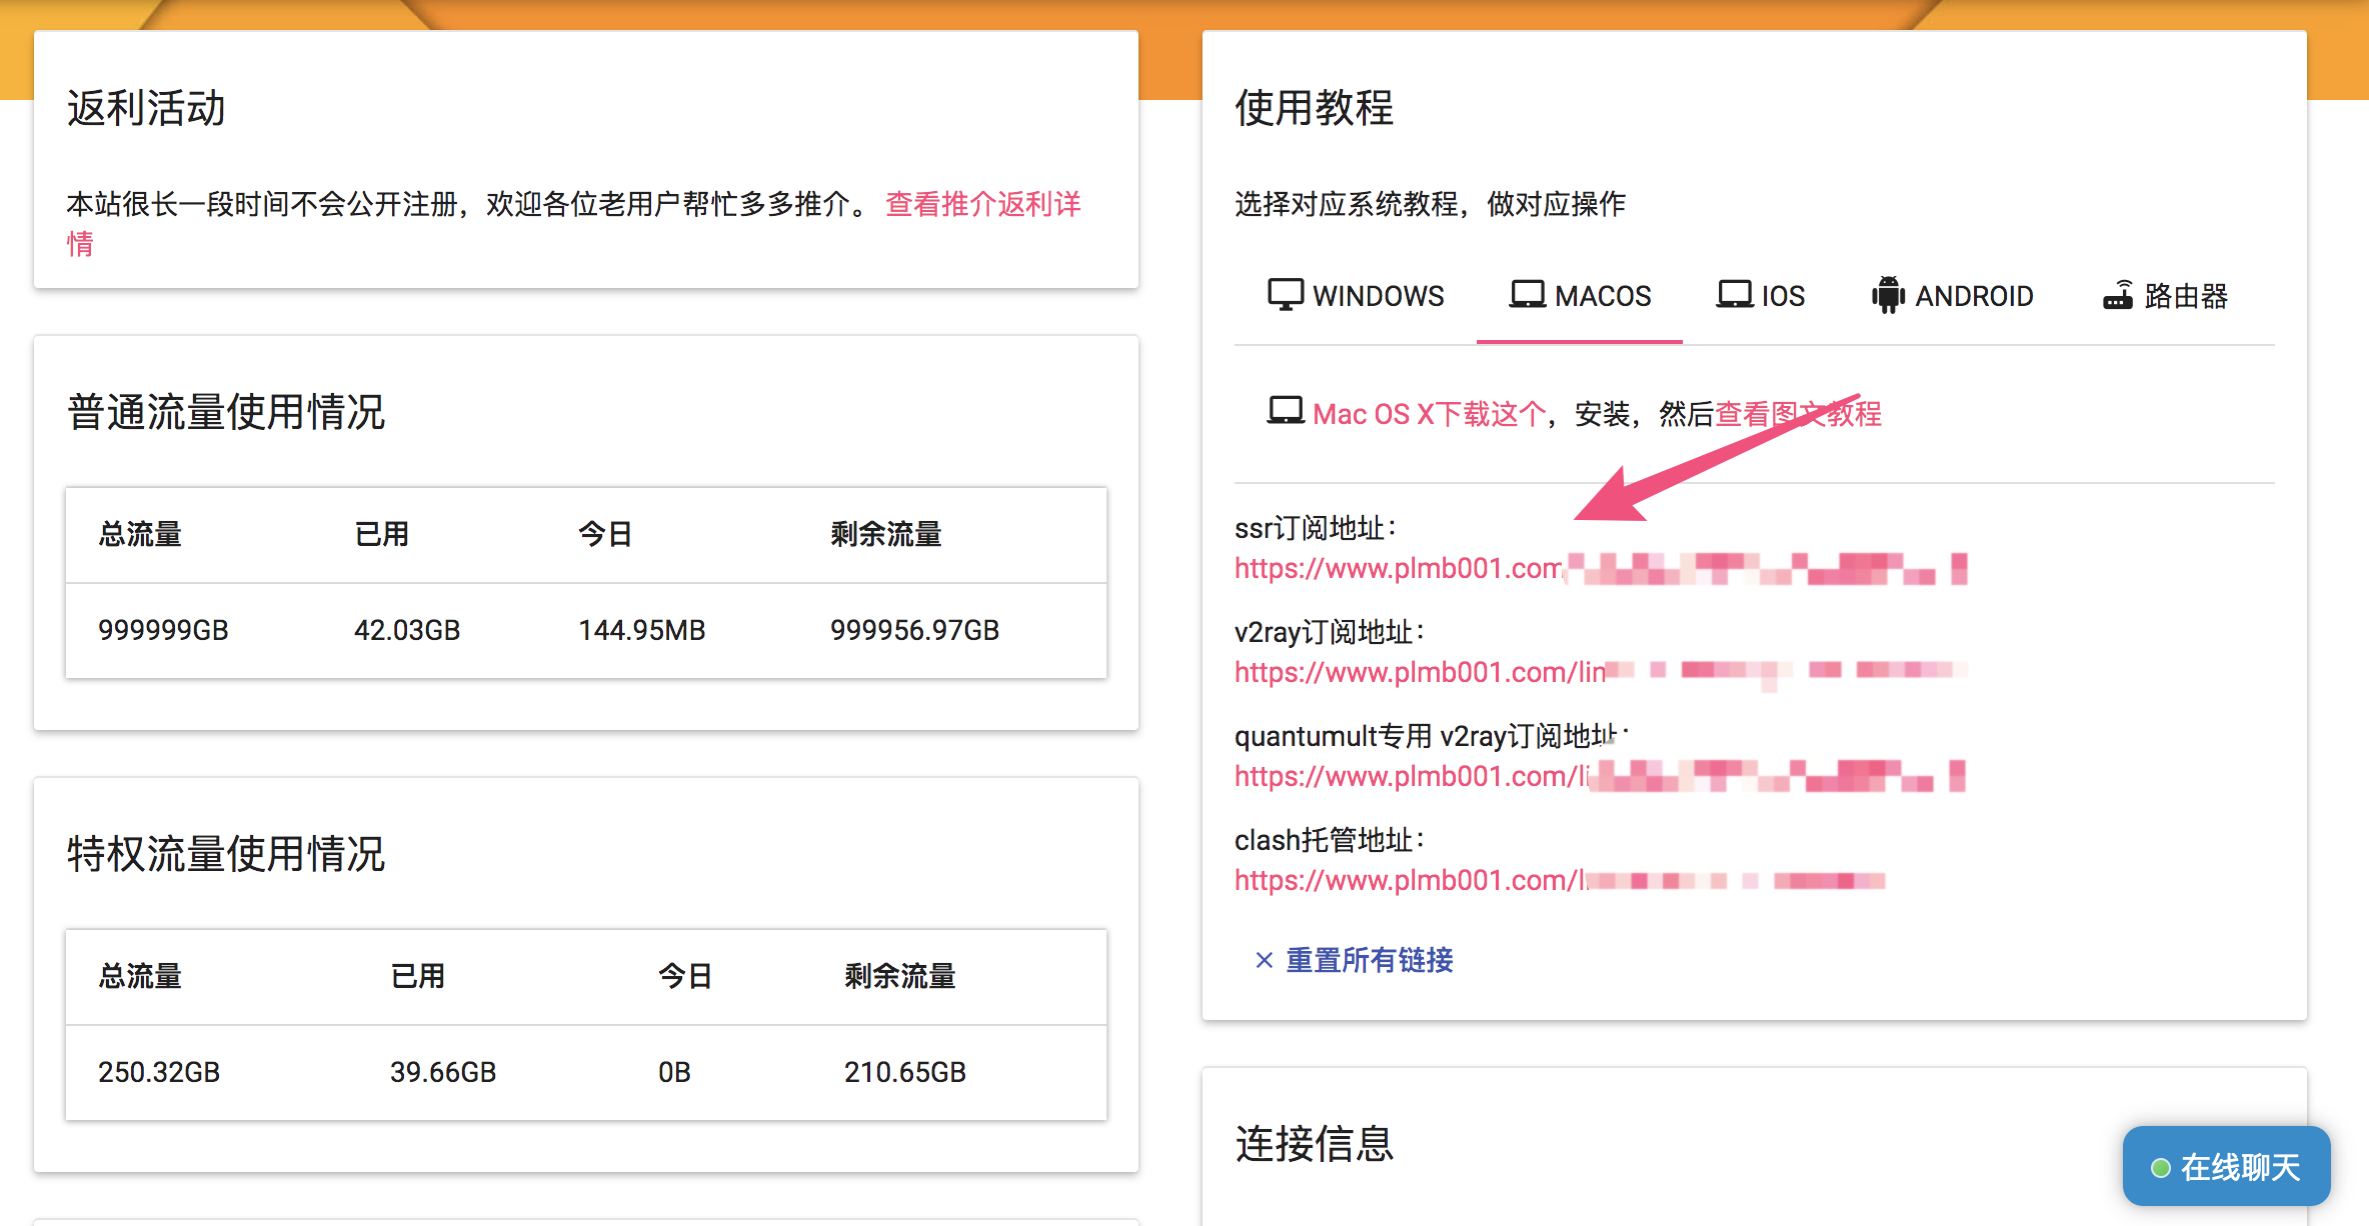 返利活动
本站很长一段时间不会公开注册，欢迎各位老用户帮忙多多推介。 查看推介返利详
情
普通流量使用情况
总流量 已用 今日 剩余流量
999999GB 42.03GB 144.95MB 999956.97GB
特权流量使用情况
总流量 已用 今日 剩余流量
250.32GB 39.66GB 0B 210.65GB
使用教程
选择对应系统教程，做对应操作
WINDOWS MACOS IOS ANDROID 路由器
Mac OS X下载这个，安装，然后查看图文教程
ssr订阅地址：
https://www.plmb001.com
v2ray订阅地址：
https://www.plmb001.com/lin
quantumult专用 v2ray订阅地址：
https://www.plmb001.com/li
clash托管地址：
https://www.plmb001.com/l
× 重置所有链接
连接信息
在线聊天